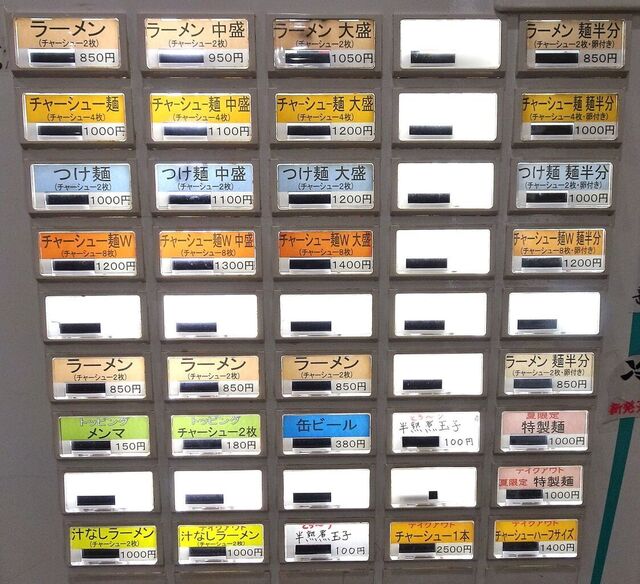 ラーメン
(チャーシュー2枚)
850円
ラーメン 中盛
(チャーシュー2枚)
950円
ラーメン 大盛
(チャーシュー2枚)
1050円
ラーメン 麺半分
(チャーシュー2枚・卵付き)
850円
チャーシュー麺
(チャーシュー4枚)
1000円
チャーシュー麺 中盛
(チャーシュー4枚)
1100円
チャーシュー麺 大盛
(チャーシュー4枚)
1200円
チャーシュー麺 麺半分
(チャーシュー4枚・卵付き)
1000円
つけ麺
(チャーシュー2枚)
1000円
つけ麺 中盛
(チャーシュー2枚)
1100円
つけ麺 大盛
(チャーシュー2枚)
1200円
つけ麺 麺半分
(チャーシュー2枚・卵付き)
1000円
チャーシュー麺W
(チャーシュー8枚)
1200円
チャーシュー麺W 中盛
(チャーシュー8枚)
1300円
チャーシュー麺W 大盛
(チャーシュー8枚)
1400円
チャーシュー麺W 麺半分
(チャーシュー8枚・卵付き)
1200円
ラーメン
(チャーシュー2枚)
850円
ラーメン
(チャーシュー2枚)
850円
ラーメン
(チャーシュー2枚)
850円
ラーメン 麺半分
(チャーシュー2枚・卵付き)
850円
トッピング
メンマ
150円
トッピング
チャーシュー2枚
180円
缶ビール
380円
とろ〜り
半熟煮玉子
100円
夏限定
特製麺
1000円
テイクアウト
夏限定 特製麺
1000円
汁なしラーメン
(チャーシュー2枚)
1000円
テイクアウト
汁なしラーメン
(チャーシュー2枚)
1000円
とろ〜り
半熟煮玉子
100円
テイクアウト
チャーシュー1本
2500円
テイクアウト
チャーシューハーフサイズ
1400円
新発